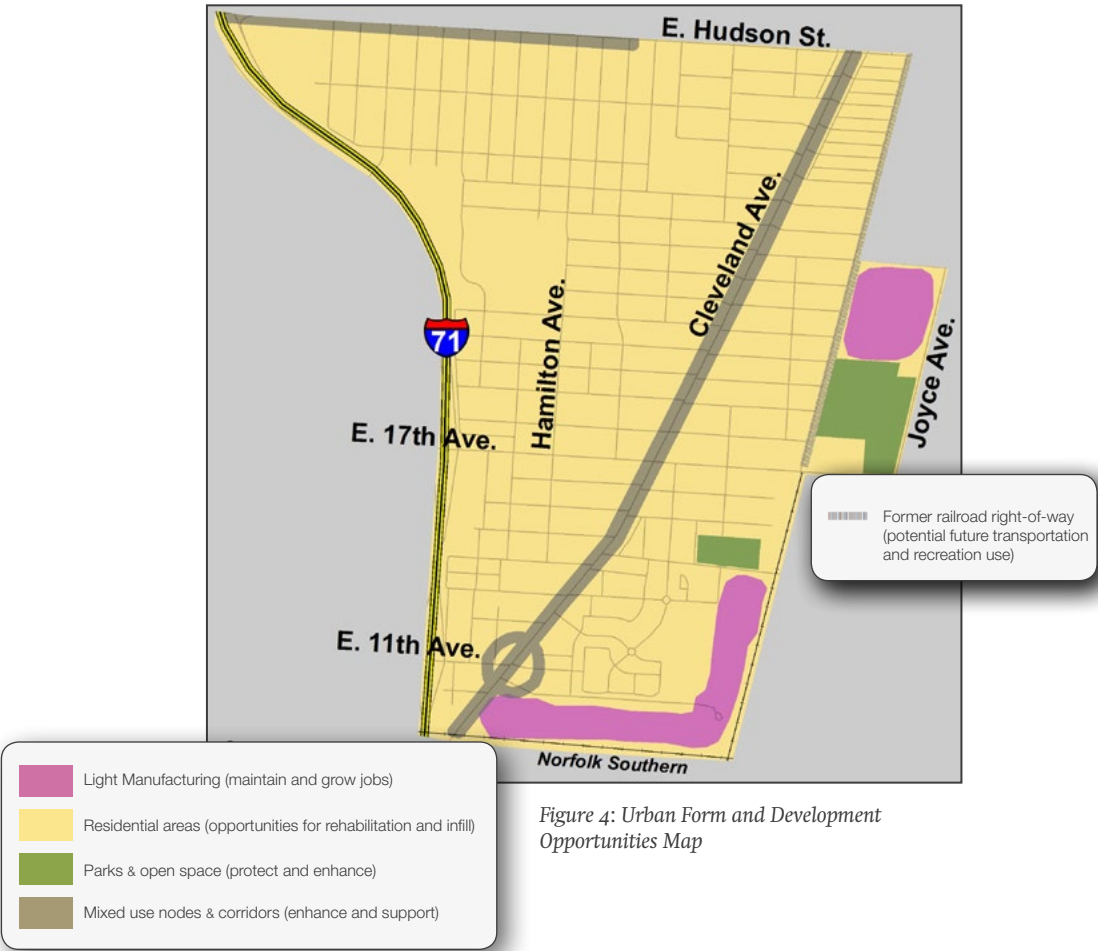 E. Hudson St.
Cleveland Ave.
71
Hamilton Ave.
Joyce Ave.
E. 17th Ave.
Former railroad right-of-way
(potential future transportation
and recreation use)
E. 11th Ave.
Norfolk Southern
Light Manufacturing (maintain and grow jobs)
Residential areas (opportunities for rehabilitation and infill)
Parks & open space (protect and enhance)
Mixed use nodes & corridors (enhance and support)
Figure 4: Urban Form and Development
Opportunities Map